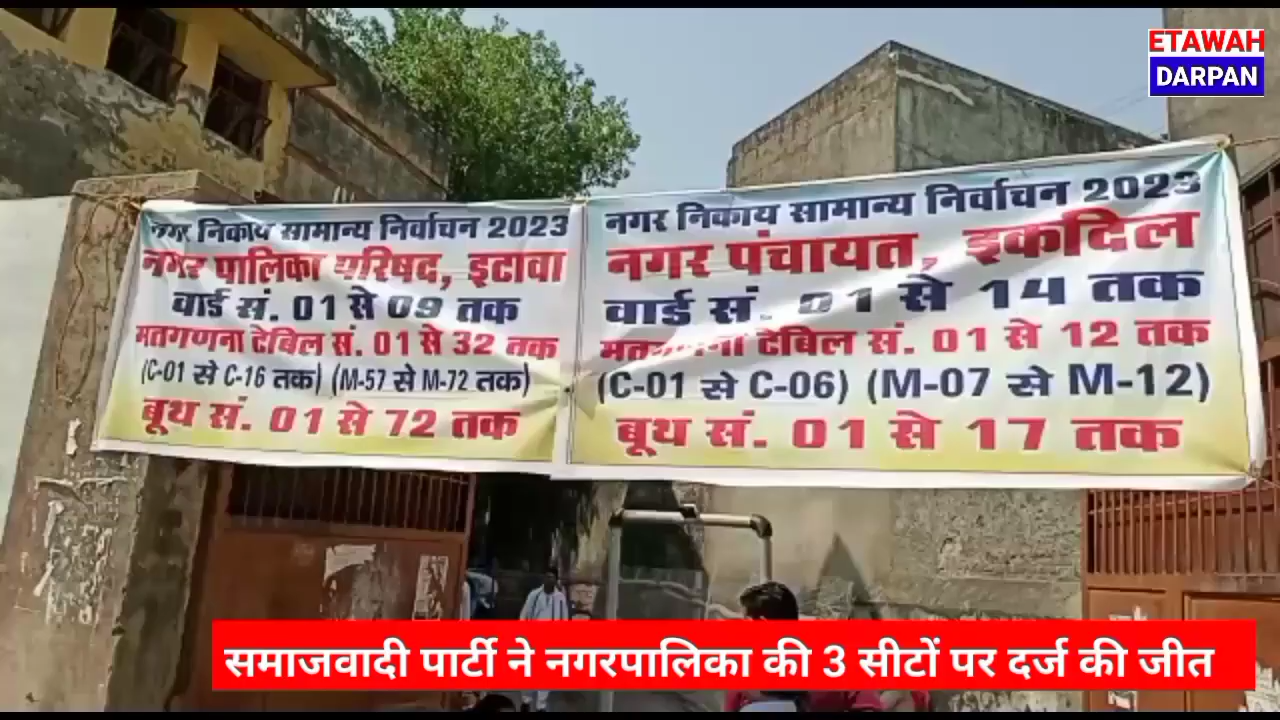 ETAWAH
DARPAN
नगर निकाय सामान्य निर्वाचन 2023
नगर पालिका परिषद, इटावा
वार्ड सं. 01 से 09 तक
मतगणना टेबिल सं. 01 से 32 तक
(C-01 से C-16 तक) (M-57 से M-72 तक)
बूथ सं. 01 से 72 तक
नगर निकाय सामान्य निर्वाचन 2023
नगर पंचायत, इकदिल
वार्ड सं. 01 से 14 तक
मतगणना टेबिल सं. 01 से 12 तक
(C-01 से C-06) (M-07 से M-12)
बूथ सं. 01 से 17 तक
समाजवादी पार्टी ने नगरपालिका की 3 सीटों पर दर्ज की जीत